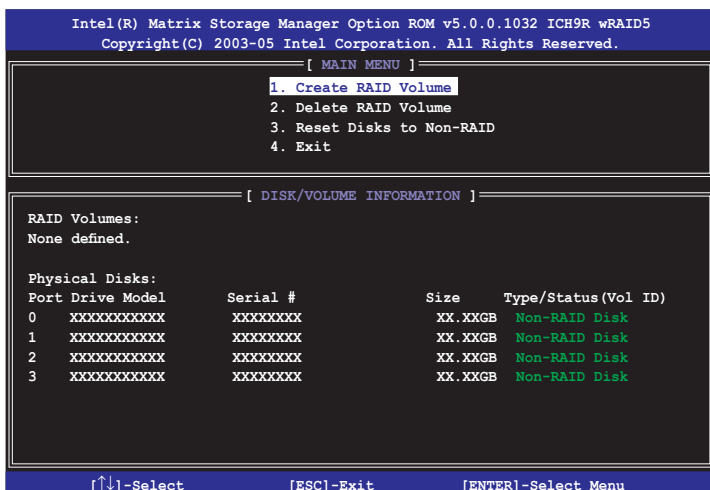 Intel(R) Matrix Storage Manager Option ROM v5.0.0.1032 ICH9R wRAID5
Copyright(C) 2003-05 Intel Corporation. All Rights Reserved.
[ MAIN MENU ]
1. Create RAID Volume
2. Delete RAID Volume
3. Reset Disks to Non-RAID
4. Exit
[ DISK/VOLUME INFORMATION ]
RAID Volumes:
None defined.
Physical Disks:
Port Drive Model Serial # Size Type/Status(Vol ID)
0 XXXXXXXXXXX XXXXXXXX XX.XXGB Non-RAID Disk
1 XXXXXXXXXXX XXXXXXXX XX.XXGB Non-RAID Disk
2 XXXXXXXXXXX XXXXXXXX XX.XXGB Non-RAID Disk
3 XXXXXXXXXXX XXXXXXXX XX.XXGB Non-RAID Disk
[↑↓]-Select [ESC]-Exit [ENTER]-Select Menu